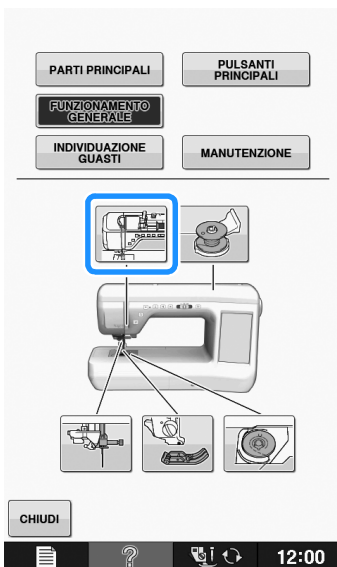 PARTI PRINCIPALI
PULSANTI
PRINCIPALI
FUNZIONAMENTO
GENERALE
INDIVIDUAZIONE
GUASTI
MANUTENZIONE
CHIUDI
12:00